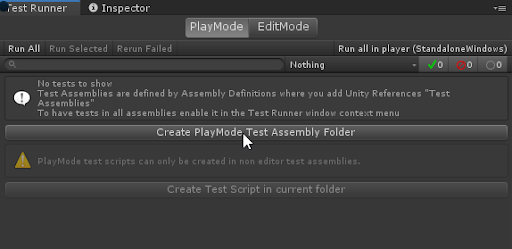 Test Runner Inspector
PlayMode EditMode
Run All Run Selected Rerun Failed Run all in player (StandaloneWindows)
Nothing 0 0 0
No tests to show
Test Assemblies are defined by Assembly Definitions where you add Unity References "Test
Assemblies"
To have tests in all assemblies enable it in the Test Runner window context menu
Create PlayMode Test Assembly Folder
PlayMode test scripts can only be created in non editor test assemblies.
Create Test Script in current folder